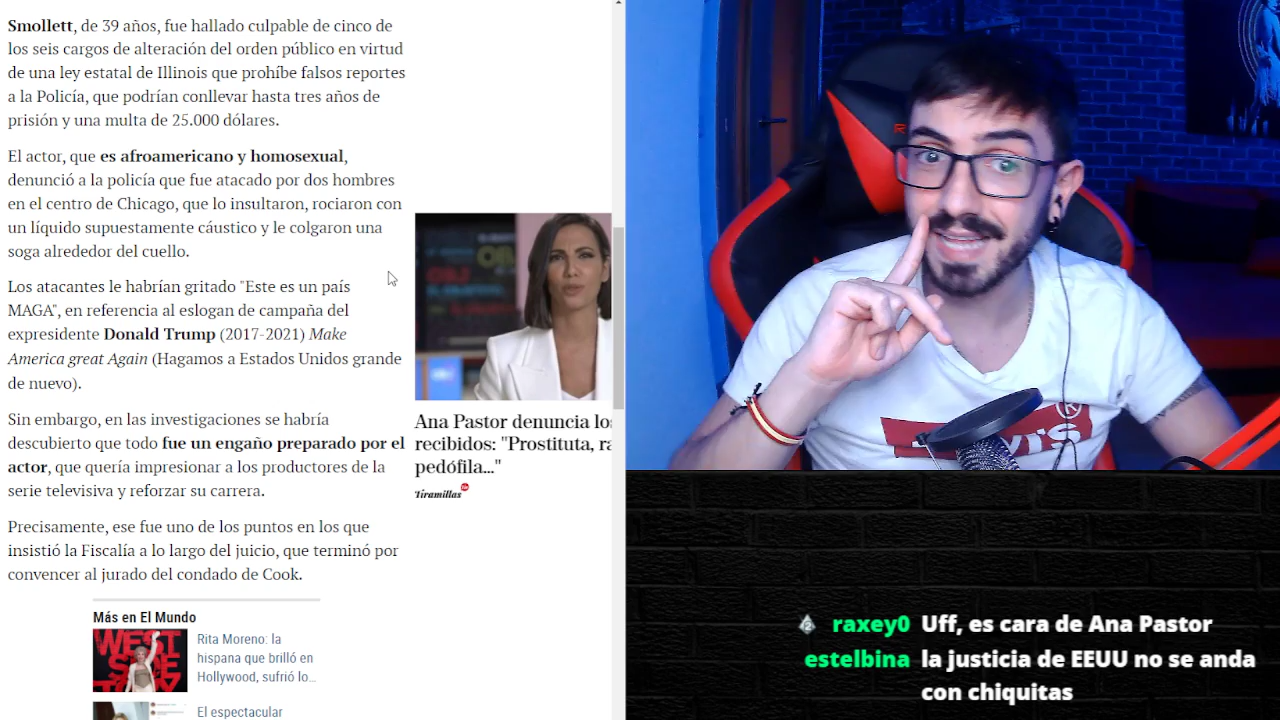 Smollett, de 39 años, fue hallado culpable de cinco de
los seis cargos de alteración del orden público en virtud
de una ley estatal de Illinois que prohíbe falsos reportes
a la Policía, que podrían conllevar hasta tres años de
prisión y una multa de 25.000 dólares.
El actor, que es afroamericano y homosexual,
denunció a la policía que fue atacado por dos hombres
en el centro de Chicago, que lo insultaron, rociaron con
un líquido supuestamente cáustico y le colgaron una
soga alrededor del cuello.
Los atacantes le habrían gritado "Este es un país
MAGA", en referencia al eslogan de campaña del
expresidente Donald Trump (2017-2021) Make
America great Again (Hagamos a Estados Unidos grande
de nuevo).
Sin embargo, en las investigaciones se habría
descubierto que todo fue un engaño preparado por el
actor, que quería impresionar a los productores de la
serie televisiva y reforzar su carrera.
Precisamente, ese fue uno de los puntos en los que
insistió la Fiscalía a lo largo del juicio, que terminó por
convencer al jurado del condado de Cook.
Más en El Mundo
WEST
SIDE
Rita Moreno: la
hispana que brilló en
Hollywood, sufrió lo...
El espectacular
Ana Pastor denuncia lo
recibidos: "Prostituta, ra
pedófila..."
Tiramillas
raxey0 Uff, es cara de Ana Pastor
estelbina la justicia de EEUU no se anda
con chiquitas